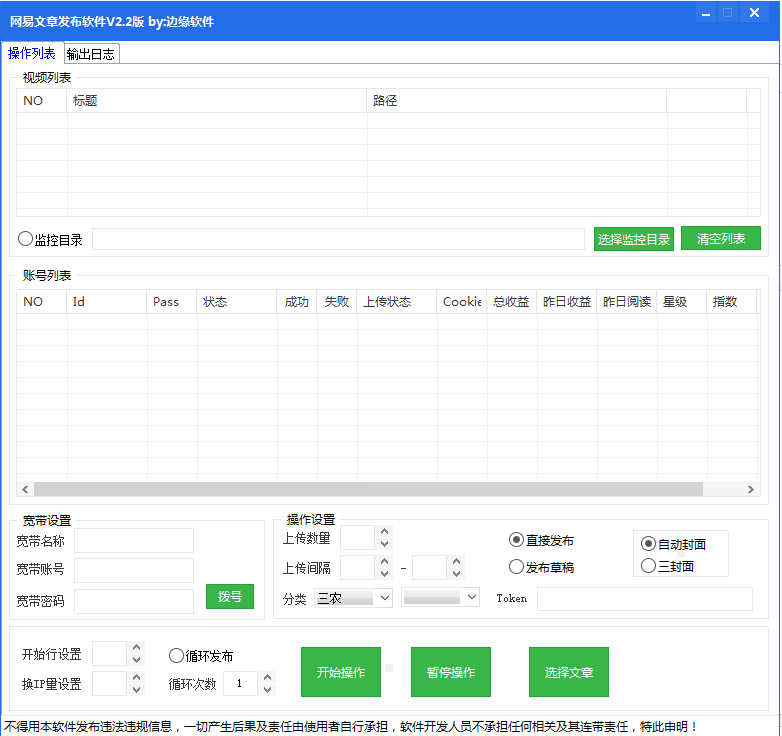 网易文章发布软件V2.2版 by:边缘软件
操作列表 输出日志
视频列表
NO 标题 路径
监控目录 选择监控目录 清空列表
账号列表
NO Id Pass 状态 成功 失败 上传状态 Cookie 总收益 昨日收益 昨日阅读 星级 指数
宽带设置
宽带名称
宽带账号
宽带密码 拨号
操作设置
上传数量 直接发布 自动封面
上传间隔 - 发布草稿 三封面
分类 三农 Token
开始行设置 循环发布
换IP量设置 循环次数 1
开始操作 暂停操作 选择文章
不得用本软件发布违法违规信息，一切产生后果及责任由使用者自行承担，软件开发人员不承担任何相关及其连带责任，特此申明！